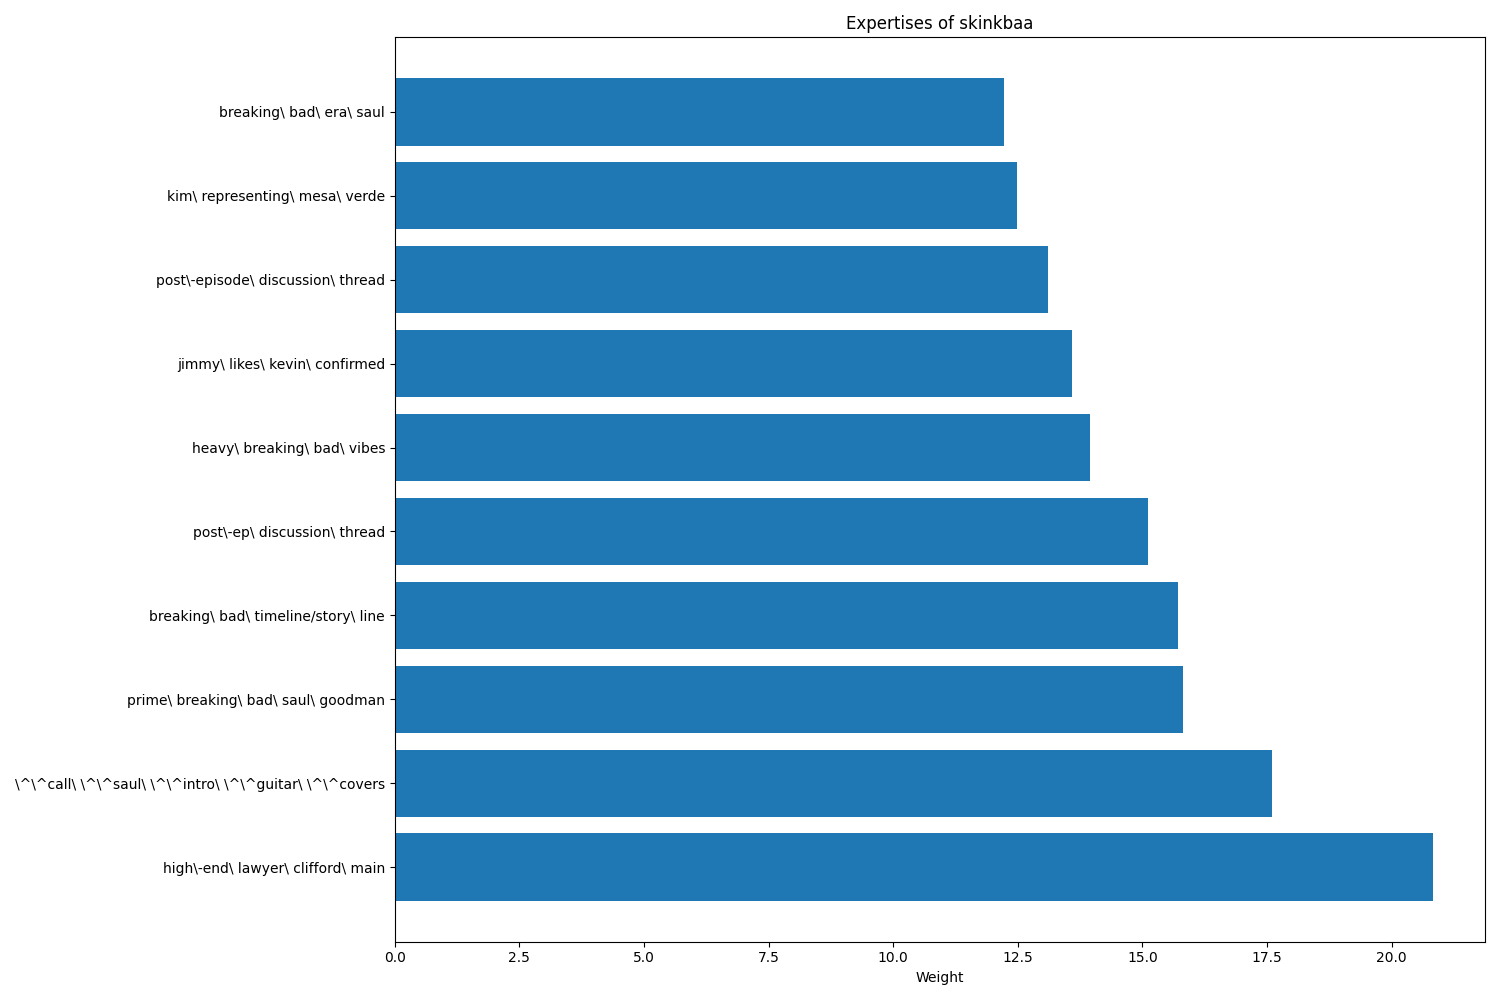 Expertises of skinkbaa
breaking\ bad\ era\ saul
kim\ representing\ mesa\ verde
post\-episode\ discussion\ thread
jimmy\ likes\ kevin\ confirmed
heavy\ breaking\ bad\ vibes
post\-ep\ discussion\ thread
breaking\ bad\ timeline/story\ line
prime\ breaking\ bad\ saul\ goodman
\^\^call\ \^\^saul\ \^\^intro\ \^\^guitar\ \^\^covers
high\-end\ lawyer\ clifford\ main
0.0 2.5 5.0 7.5 10.0 12.5 15.0 17.5 20.0
Weight